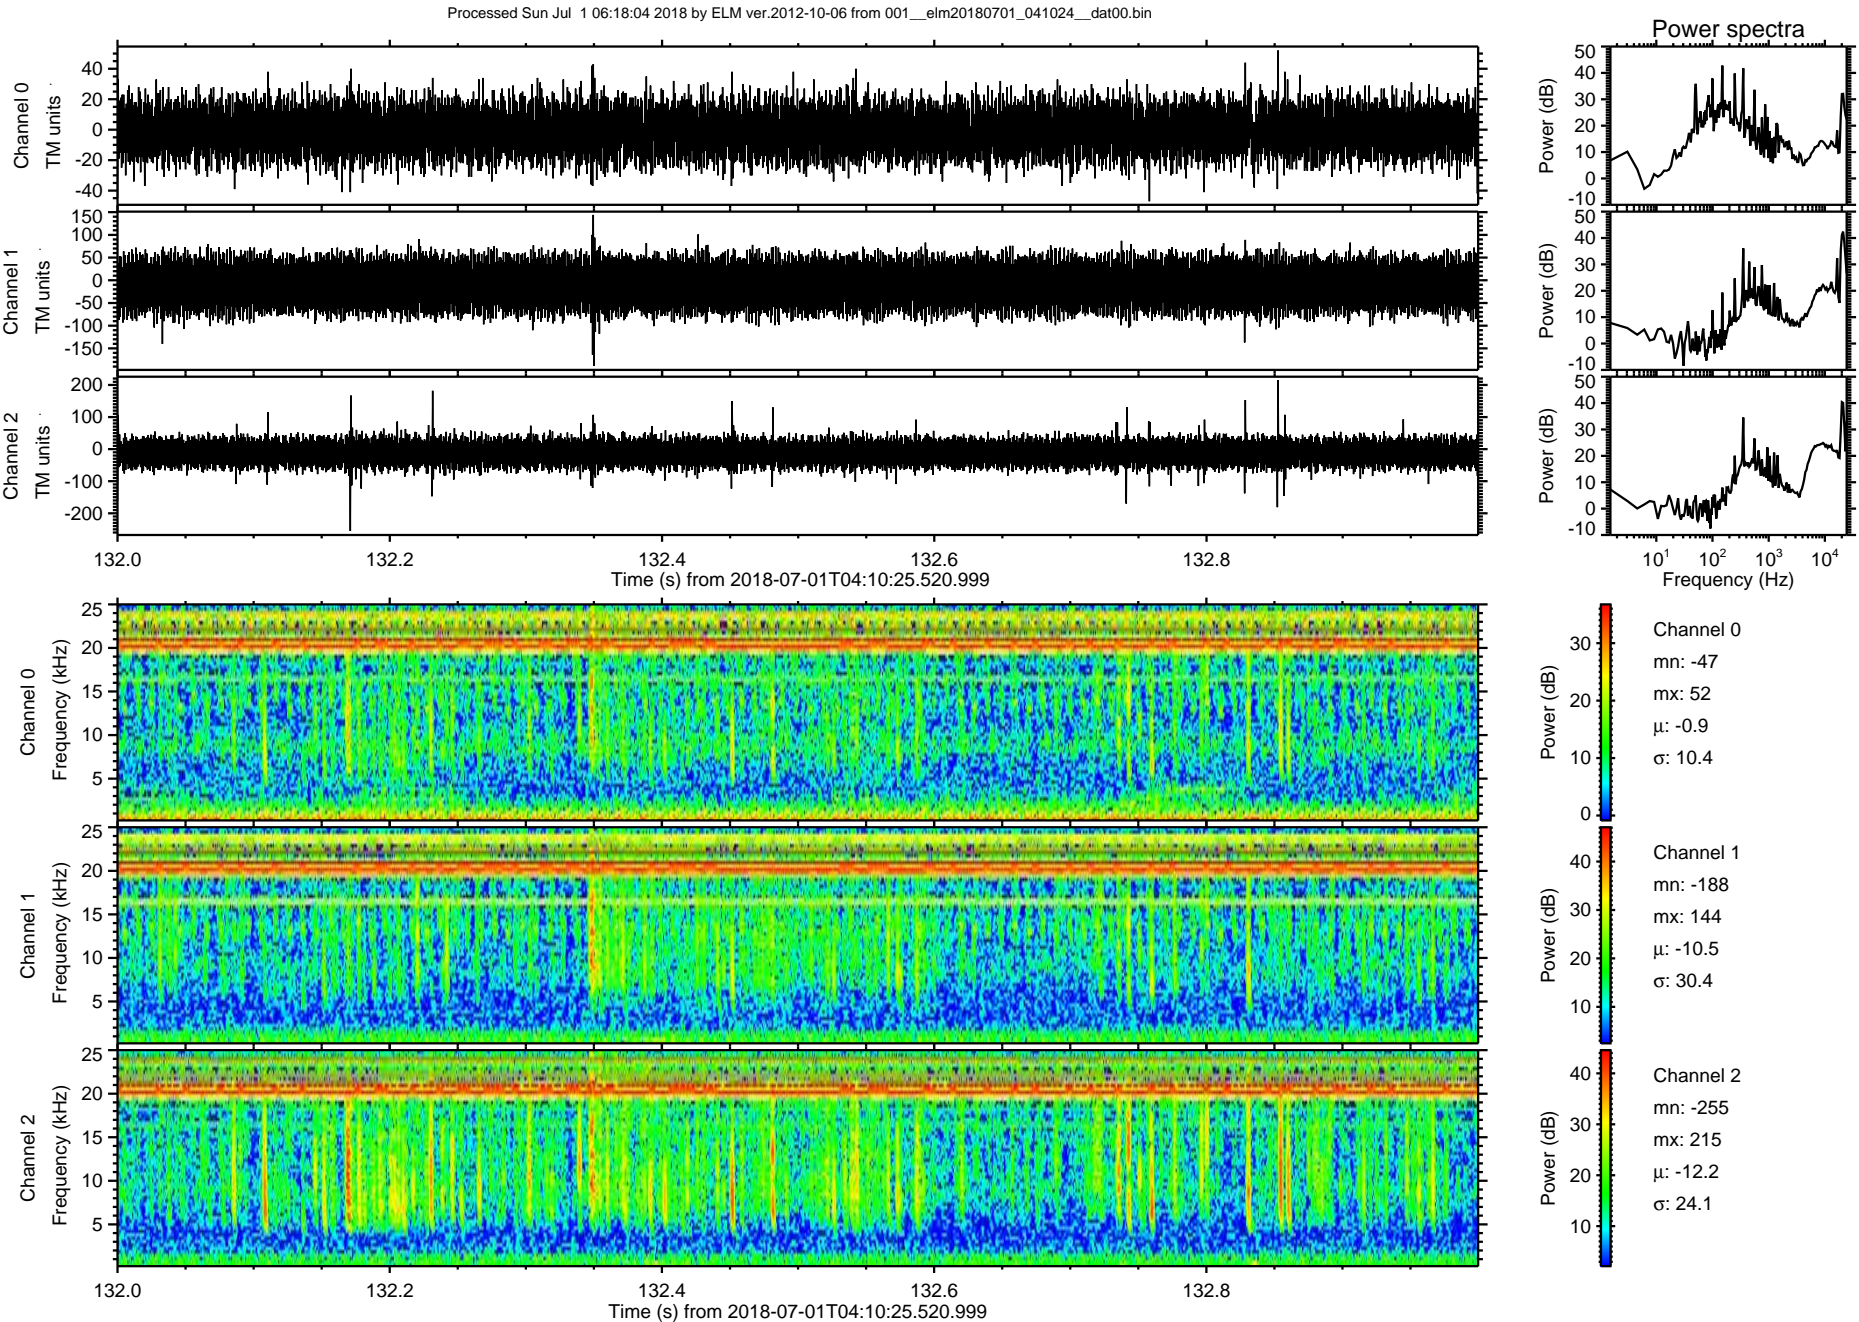 Processed Sun Jul  1 06:18:04 2018 by ELM ver.2012-10-06 from 001__elm20180701_041024__dat00.bin
Power spectra
Channel 0
TM units
40
20
0
-20
-40
Power (dB)
50
40
30
20
10
0
-10
Channel 1
TM units
150
100
50
0
-50
-100
-150
Power (dB)
50
40
30
20
10
0
-10
Channel 2
TM units
200
100
0
-100
-200
Power (dB)
50
40
30
20
10
0
-10
132.0 132.2 132.4 132.6 132.8
Time (s) from 2018-07-01T04:10:25.520.999
10¹ 10² 10³ 10⁴
Frequency (Hz)
Channel 0
Frequency (kHz)
25
20
15
10
5
Power (dB)
30
20
10
0
Channel 0
mn: -47
mx: 52
μ: -0.9
σ: 10.4
Channel 1
Frequency (kHz)
25
20
15
10
5
Power (dB)
40
30
20
10
Channel 1
mn: -188
mx: 144
μ: -10.5
σ: 30.4
Channel 2
Frequency (kHz)
25
20
15
10
5
Power (dB)
40
30
20
10
Channel 2
mn: -255
mx: 215
μ: -12.2
σ: 24.1
132.0 132.2 132.4 132.6 132.8
Time (s) from 2018-07-01T04:10:25.520.999